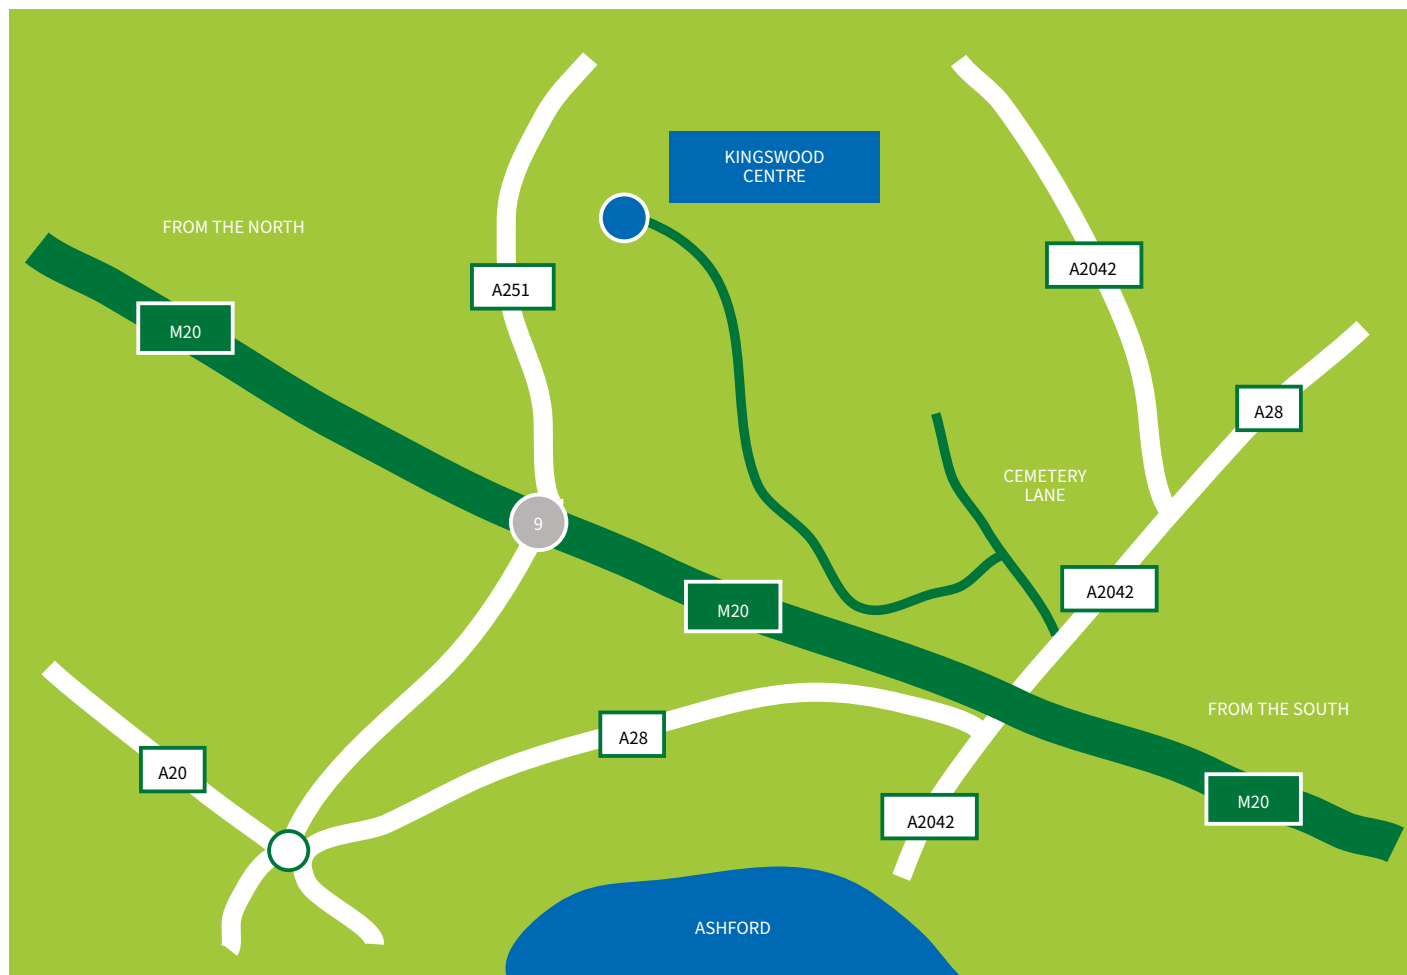 KINGSWOOD
CENTRE
FROM THE NORTH
A2042
A251
M20
A28
CEMETERY
LANE
9
A2042
M20
FROM THE SOUTH
A28
A20
M20
A2042
ASHFORD